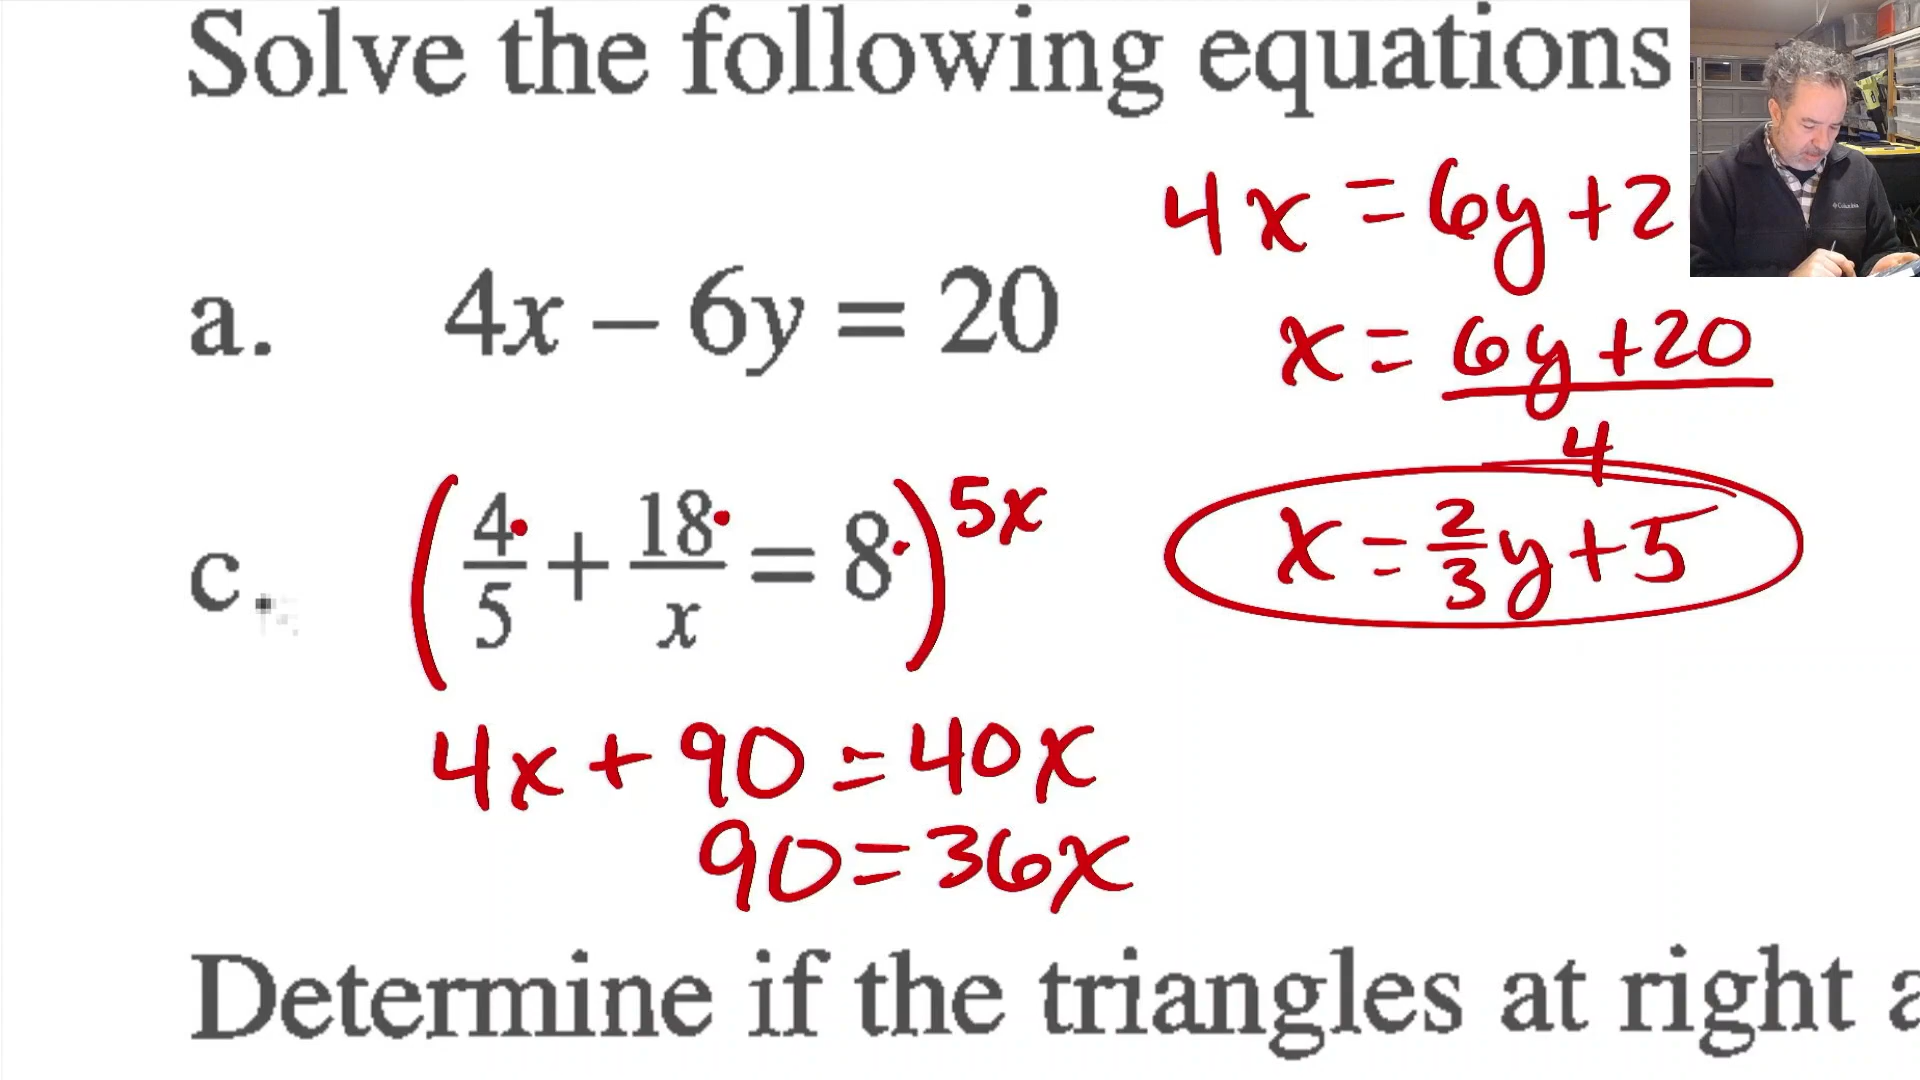 Solve the following equations
4x = 6y + 2
a. 4x – 6y = 20
x = 6y + 20
4
c. ( 4/5 + 18/x = 8 ) 5x
x = 2/3 y + 5
4x + 90 = 40x
90 = 36x
Determine if the triangles at right a